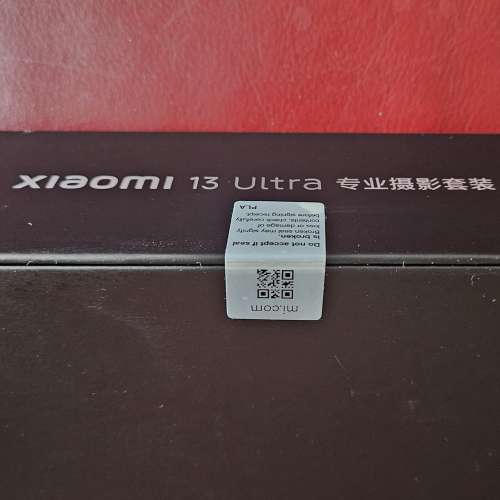 xiaomi 13 Ultra 专业摄影套装
Do not accept if seal
is broken.
Broken seal may signify
loss or damage of
contents, check carefully
before signing receipt.
PLA
mi.com